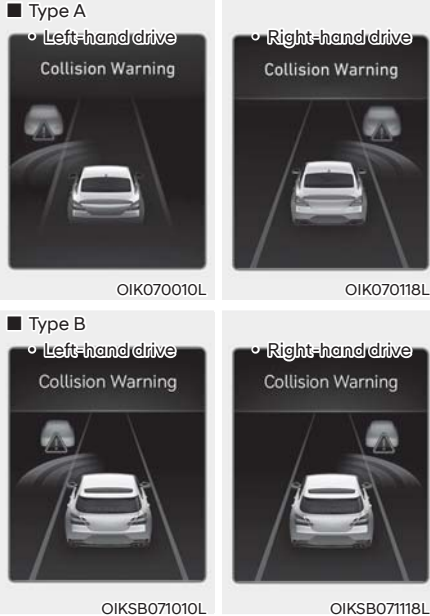 ■ Type A
• Left-hand drive
Collision Warning
OIK070010L
• Right-hand drive
Collision Warning
OIK070118L
■ Type B
• Left-hand drive
Collision Warning
OIKSB071010L
• Right-hand drive
Collision Warning
OIKSB071118L